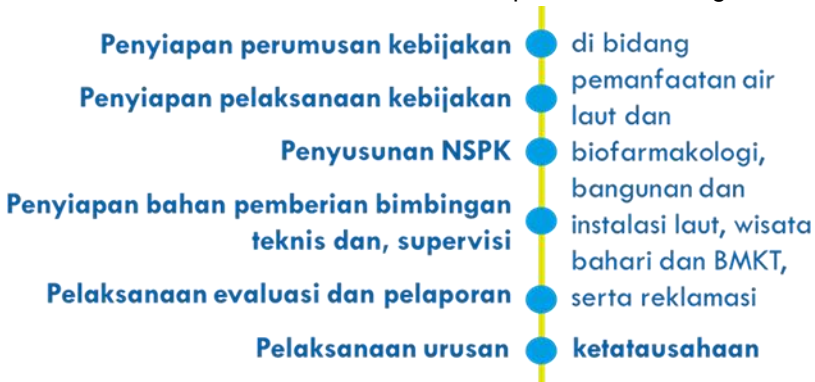 Penyiapan perumusan kebijakan
Penyiapan pelaksanaan kebijakan
Penyusunan NSPK
Penyiapan bahan pemberian bimbingan
teknis dan, supervisi
Pelaksanaan evaluasi dan pelaporan
di bidang
pemanfaatan air
laut dan
biofarmakologi,
bangunan dan
instalasi laut, wisata
bahari dan BMKT,
serta reklamasi
Pelaksanaan urusan ketatausahaan